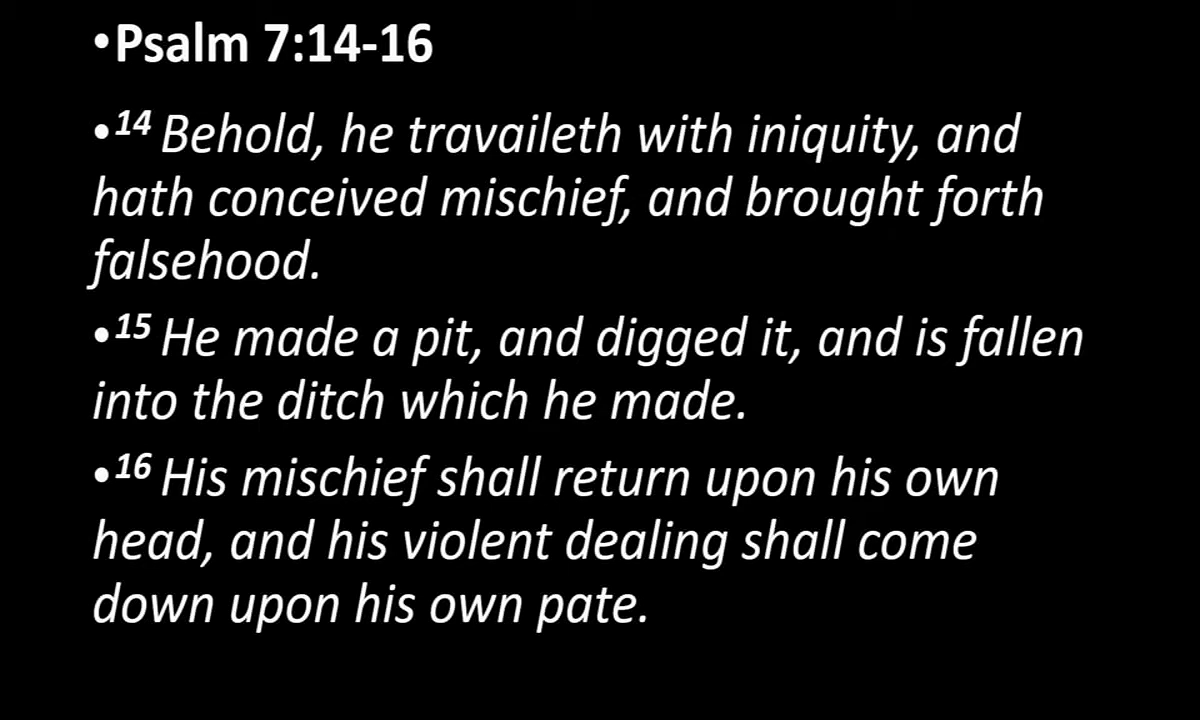 •Psalm 7:14-16
•14 Behold, he travaileth with iniquity, and
hath conceived mischief, and brought forth
falsehood.
•15 He made a pit, and digged it, and is fallen
into the ditch which he made.
•16 His mischief shall return upon his own
head, and his violent dealing shall come
down upon his own pate.